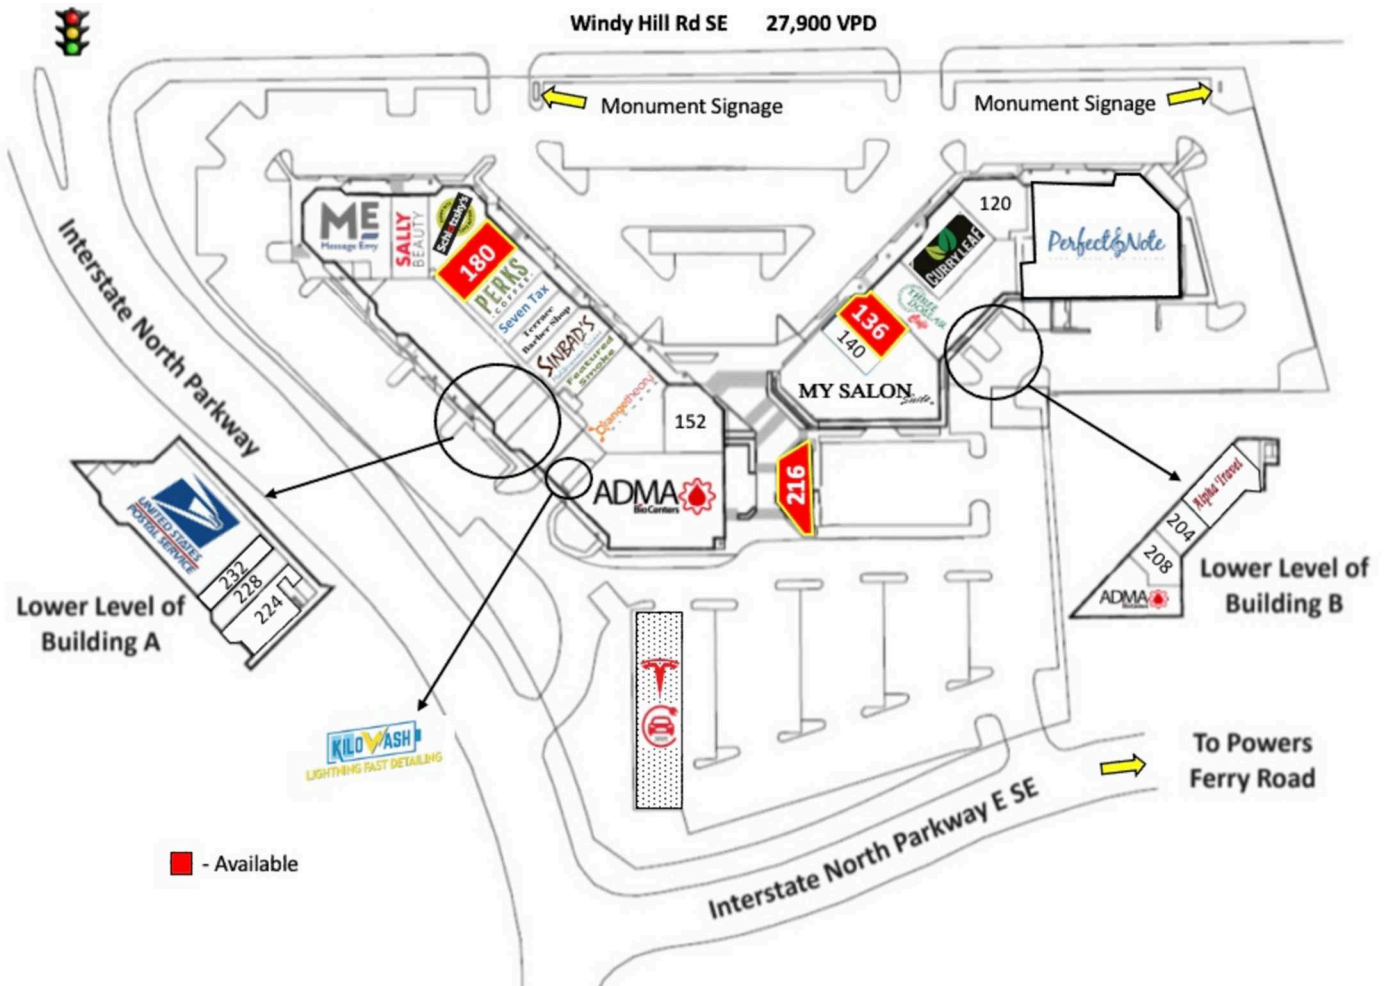 Windy Hill Rd SE 27,900 VPD
Monument Signage
Monument Signage
Interstate North Parkway
ME
Massage Envy
SALLY
BEAUTY
Schlotzsky's
180
PERKS
COFFEE
Seven Tax
Terrace
Barber Shop
SINBAD'S
Featured
Smoke
Orangetheory
152
ADMA
BioCenters
120
Perfect Note
CURRY LEAF
THREE
DOLLAR
Cafe
136
140
MY SALON
Suite
216
UNITED STATES
POSTAL SERVICE
232
228
224
Lower Level of
Building A
Alpha Travel
204
208
ADMA
BioCenters
Lower Level of
Building B
KILOWASH
LIGHTNING FAST DETAILING
To Powers
Ferry Road
Interstate North Parkway E SE
- Available